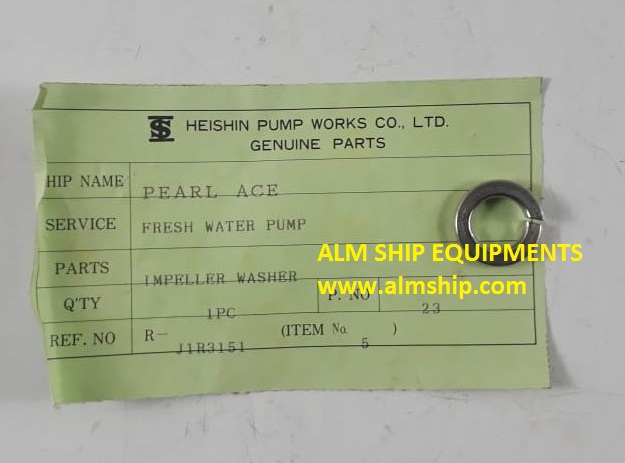 HEISHIN PUMP WORKS CO., LTD.
GENUINE PARTS
HIP NAME PEARL ACE
SERVICE FRESH WATER PUMP
PARTS IMPELLER WASHER
Q'TY 1PC P. NO 23
REF. NO R- J1R3151 (ITEM No. 5 )
ALM SHIP EQUIPMENTS
www.almship.com